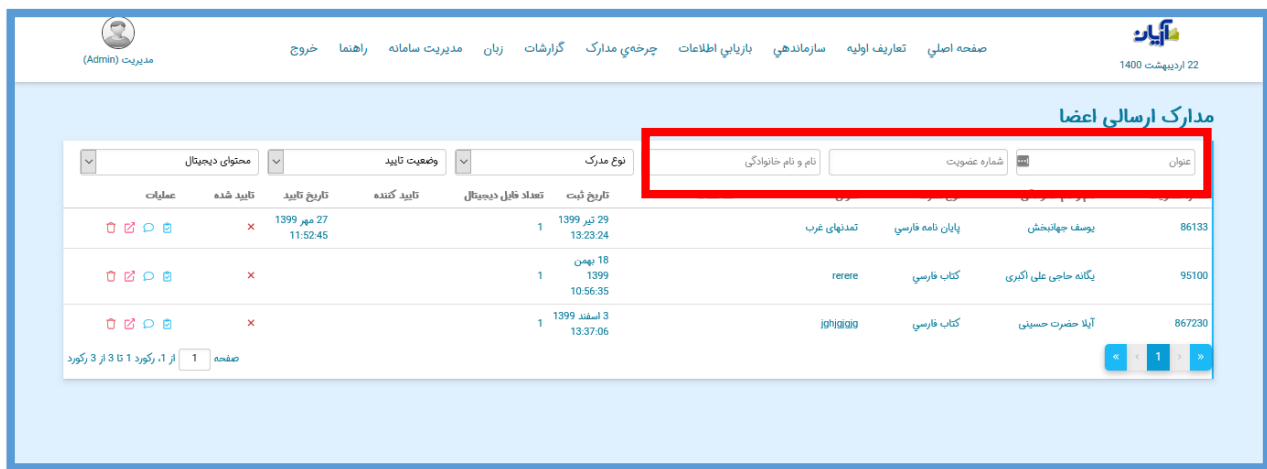 آپان
22 اردیبهشت 1400
صفحه اصلي تعاریف اولیه سازماندهي بازیابي اطلاعات چرخه‌ي مدارک گزارشات زبان مدیریت سامانه راهنما خروج
مدیریت (Admin)
مدارک ارسالی اعضا
عنوان شماره عضویت نام و نام خانوادگی نوع مدرک وضعیت تایید محتوای دیجیتال
تاریخ ثبت تعداد فایل دیجیتال تایید کننده تاریخ تایید تایید شده عملیات
86133 یوسف جهانبخش پایان نامه فارسي تمدنهای غرب 29 تیر 1399 1 27 مهر 1399
13:23:24 11:52:45
18 بهمن
95100 یگانه حاجی علی اکبری کتاب فارسي rerere 1399 1
10:56:35
867230 آیلا حضرت حسینی کتاب فارسي jghjgjgjg 3 اسفند 1399 1
13:37:06
« ‹ 1 › »
صفحه 1 از 1، رکورد 1 تا 3 از 3 رکورد